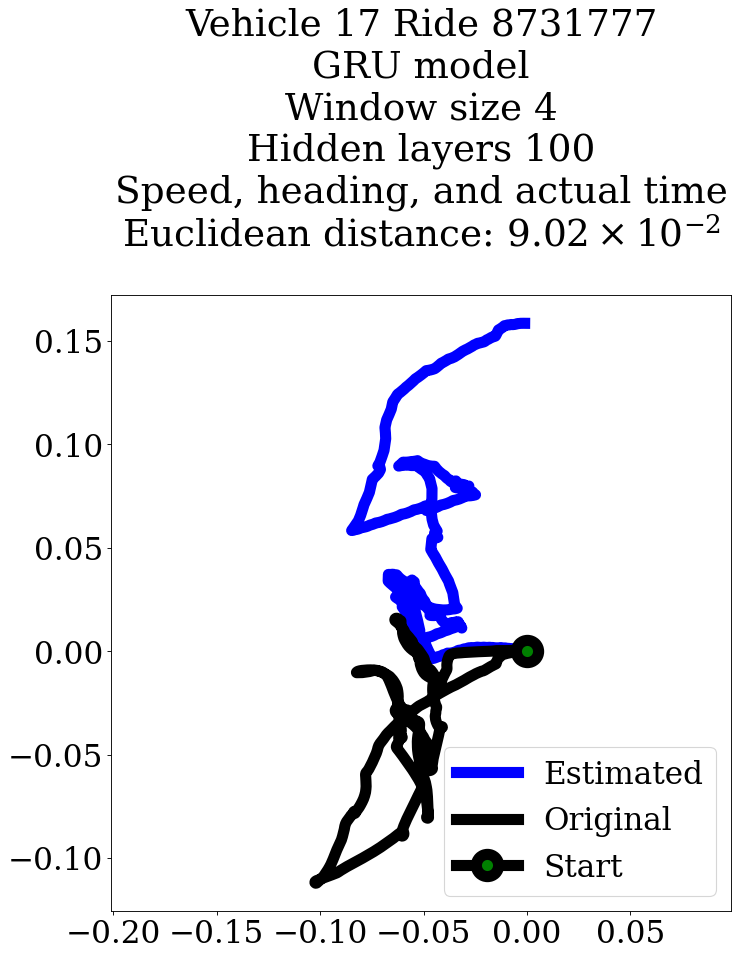 Vehicle 17 Ride 8731777
GRU model
Window size 4
Hidden layers 100
Speed, heading, and actual time
Euclidean distance: 9.02 × 10⁻²
0.15
0.10
0.05
0.00
−0.05
−0.10
Estimated
Original
Start
−0.20 −0.15 −0.10 −0.05 0.00 0.05